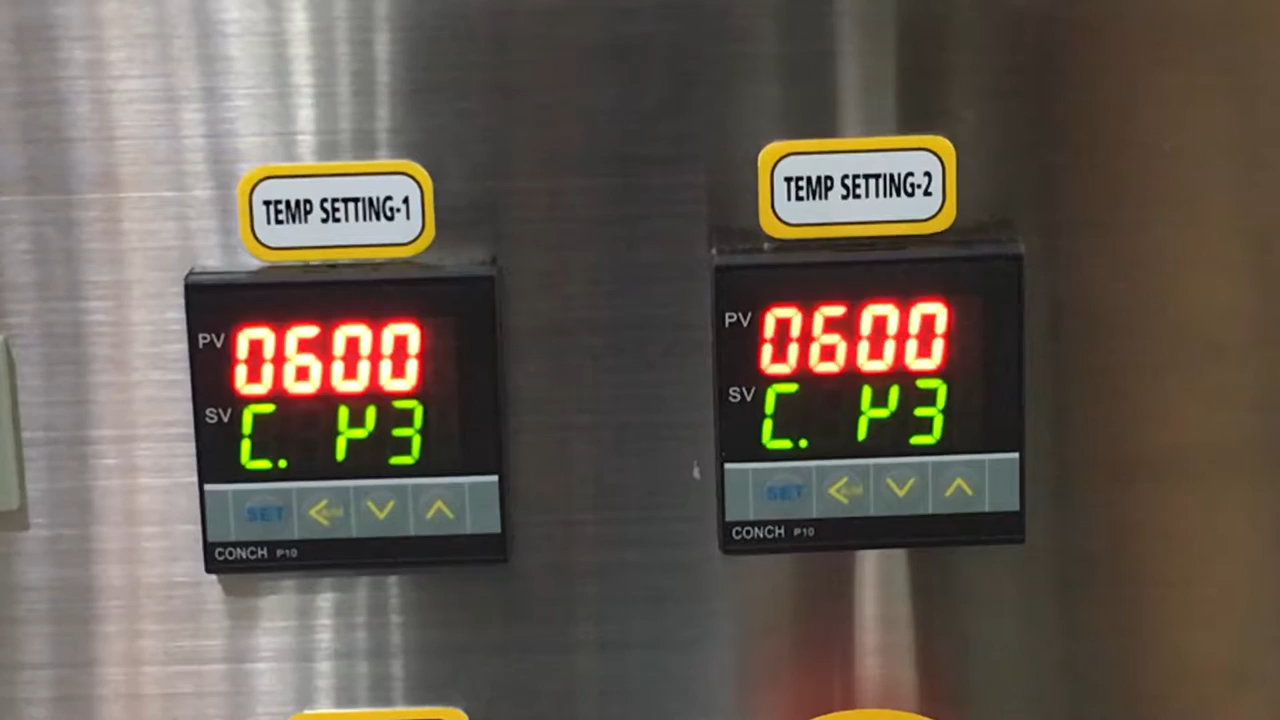 TEMP SETTING-1
PV 0600
SV C. Y3
SET < V Λ
CONCH P10
TEMP SETTING-2
PV 0600
SV C. Y3
SET < V Λ
CONCH P10